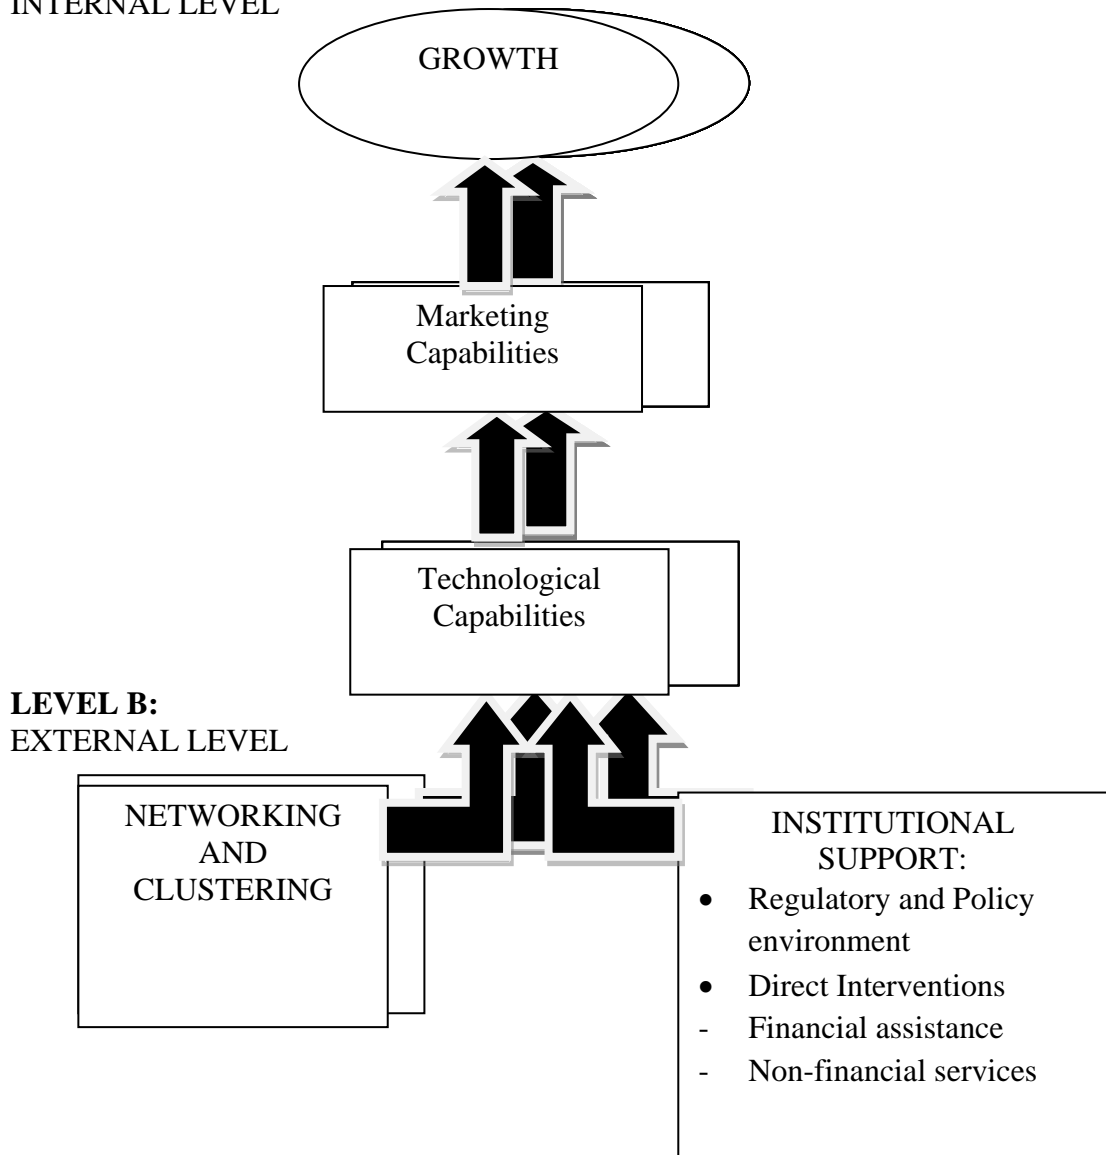 INTERNAL LEVEL
GROWTH
Marketing
Capabilities
Technological
Capabilities
LEVEL B:
EXTERNAL LEVEL
NETWORKING
AND
CLUSTERING
INSTITUTIONAL
SUPPORT:
• Regulatory and Policy
environment
• Direct Interventions
- Financial assistance
- Non-financial services